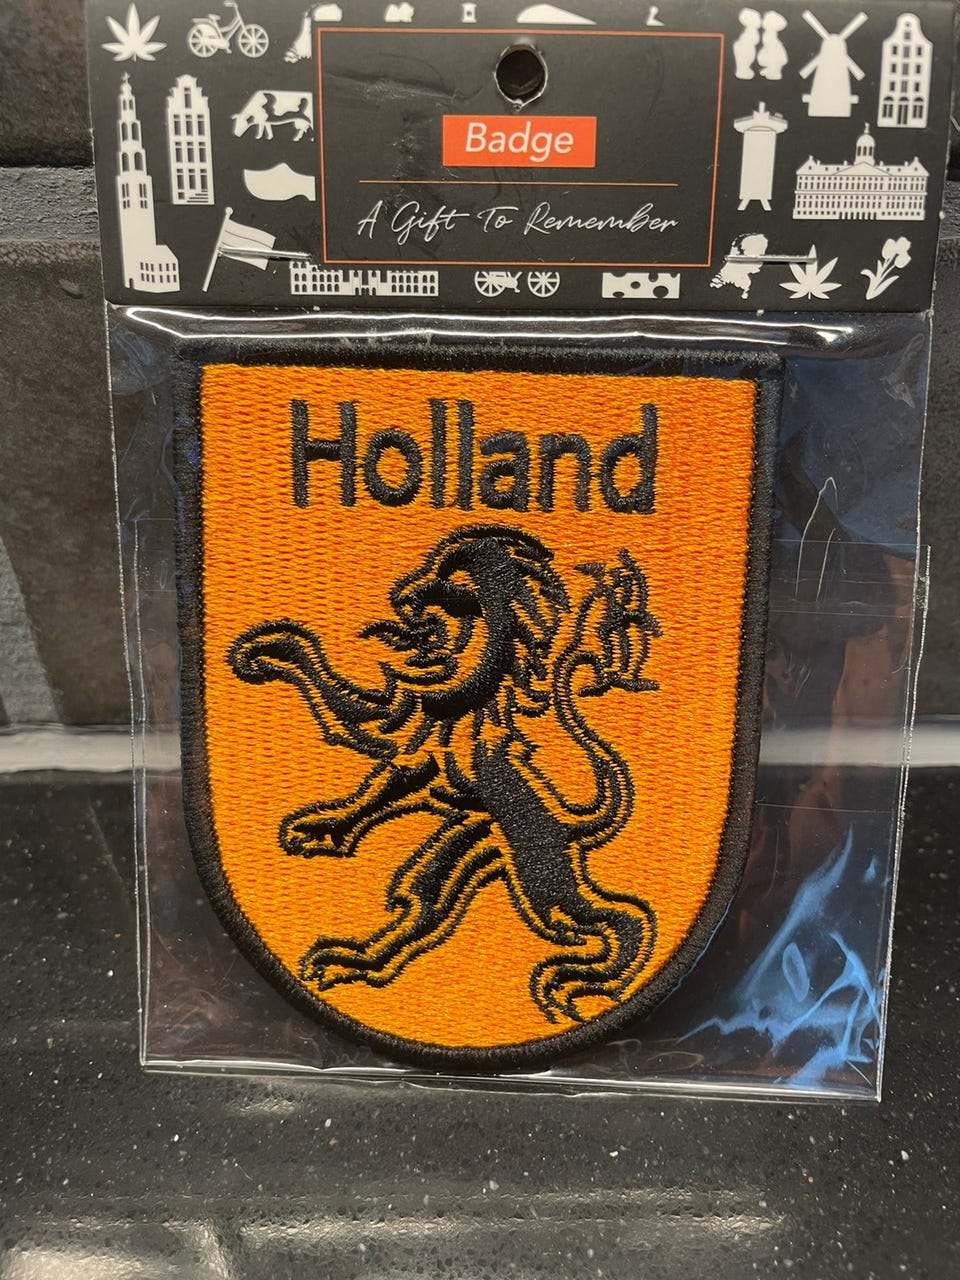 Badge
A Gift To Remember
Holland